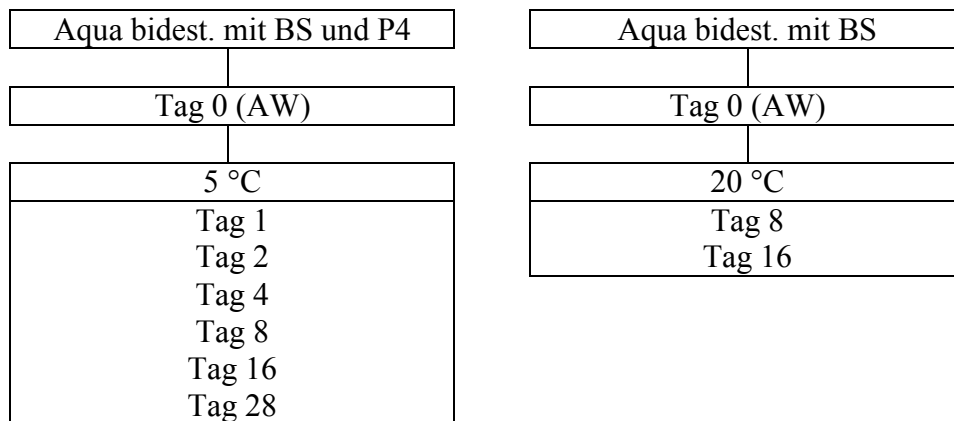 Aqua bidest. mit BS und P4
Tag 0 (AW)
5 °C
Tag 1
Tag 2
Tag 4
Tag 8
Tag 16
Tag 28
Aqua bidest. mit BS
Tag 0 (AW)
20 °C
Tag 8
Tag 16